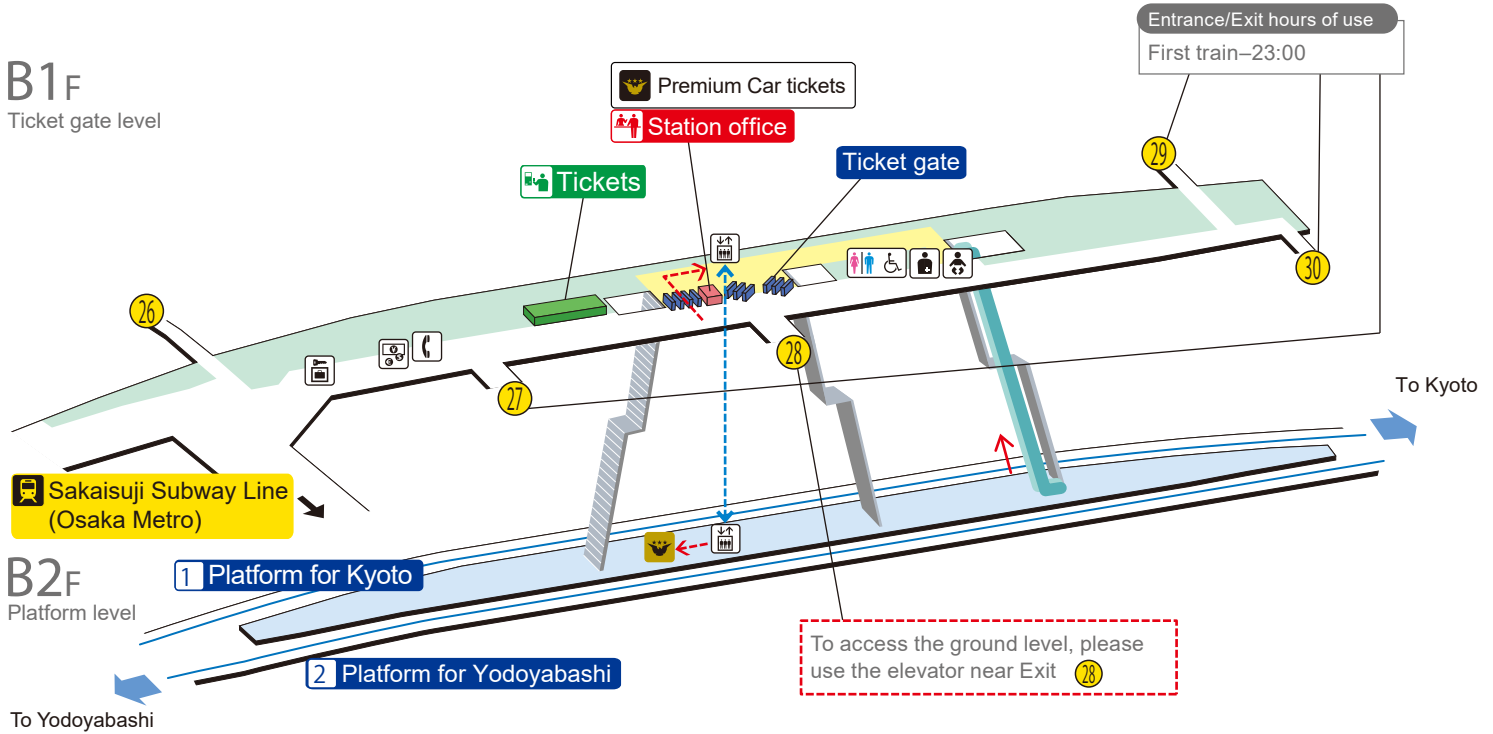 Entrance/Exit hours of use
First train–23:00
B1F
Ticket gate level
Premium Car tickets
Station office
Ticket gate
Tickets
29
30
26
28
27
To Kyoto
Sakaisuji Subway Line
(Osaka Metro)
B2F
Platform level
1 Platform for Kyoto
To access the ground level, please
use the elevator near Exit 28
2 Platform for Yodoyabashi
To Yodoyabashi